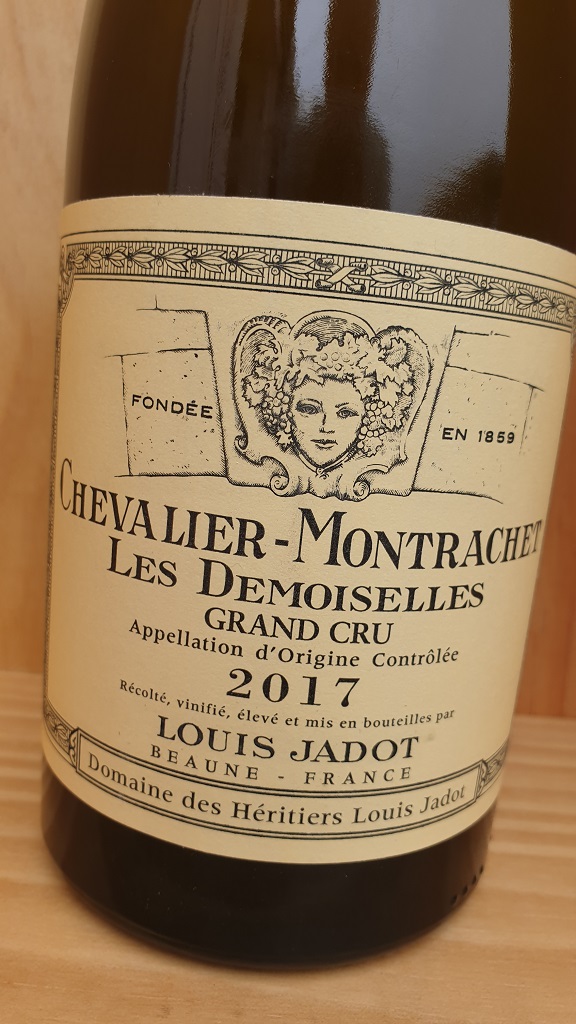 FONDÉE
EN 1859
CHEVALIER-MONTRACHET
LES DEMOISELLES
GRAND CRU
Appellation d'Origine Contrôlée
2017
Récolté, vinifié, élevé et mis en bouteilles par
LOUIS JADOT
BEAUNE - FRANCE
Domaine des Héritiers Louis Jadot